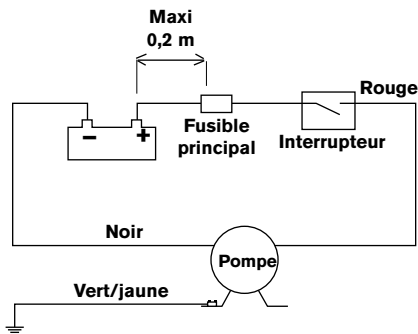 Maxi
0,2 m
Rouge
– +
Fusible
principal
Interrupteur
Noir
Pompe
Vert/jaune